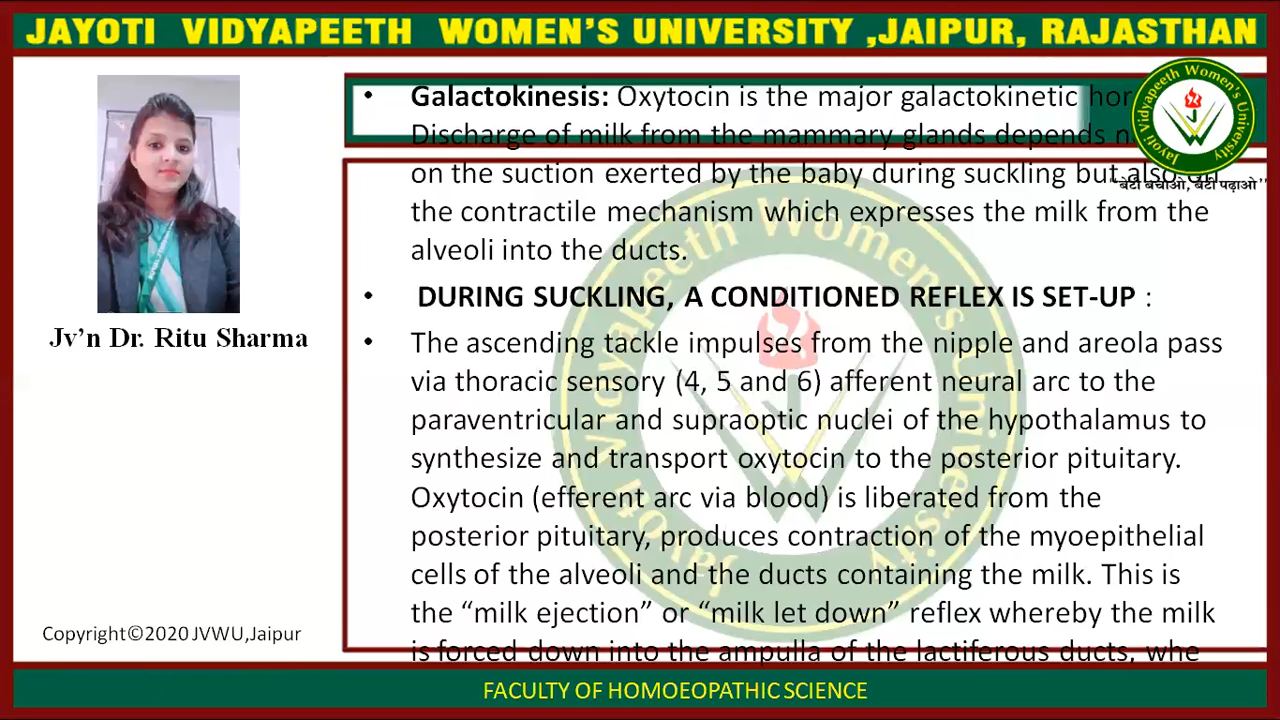 JAYOTI VIDYAPEETH WOMEN'S UNIVERSITY ,JAIPUR, RAJASTHAN
• Galactokinesis: Oxytocin is the major galactokinetic
Discharge of milk from the mammary glands depends
on the suction exerted by the baby during suckling but also on
the contractile mechanism which expresses the milk from the
alveoli into the ducts.
• DURING SUCKLING, A CONDITIONED REFLEX IS SET-UP :
• The ascending tackle impulses from the nipple and areola pass
via thoracic sensory (4, 5 and 6) afferent neural arc to the
paraventricular and supraoptic nuclei of the hypothalamus to
synthesize and transport oxytocin to the posterior pituitary.
Oxytocin (efferent arc via blood) is liberated from the
posterior pituitary, produces contraction of the myoepithelial
cells of the alveoli and the ducts containing the milk. This is
the “milk ejection” or “milk let down” reflex whereby the milk
is forced down into the ampulla of the lactiferous ducts, whe
Jayoti Vidyapeeth Women's University
"बेटी बचाओ, बेटी पढ़ाओ"
Jv’n Dr. Ritu Sharma
Copyright©2020 JVWU,Jaipur
FACULTY OF HOMOEOPATHIC SCIENCE